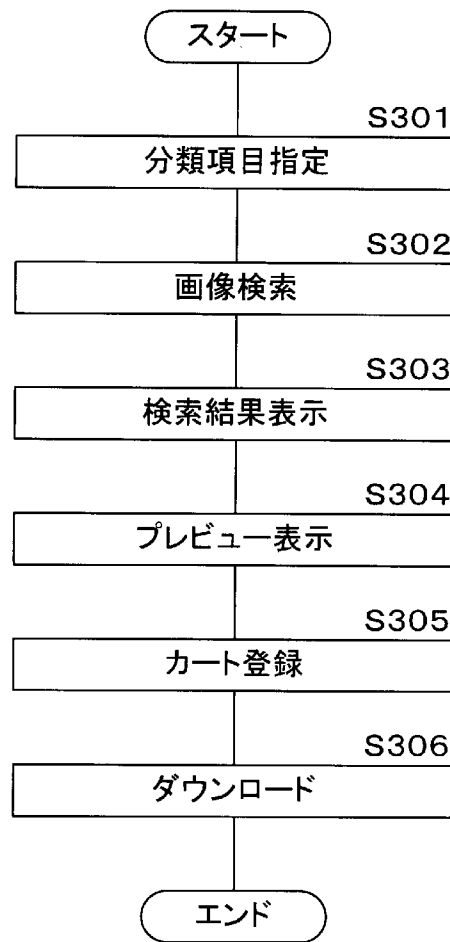 スタート
S301
分類項目指定
S302
画像検索
S303
検索結果表示
S304
プレビュー表示
S305
カート登録
S306
ダウンロード
エンド